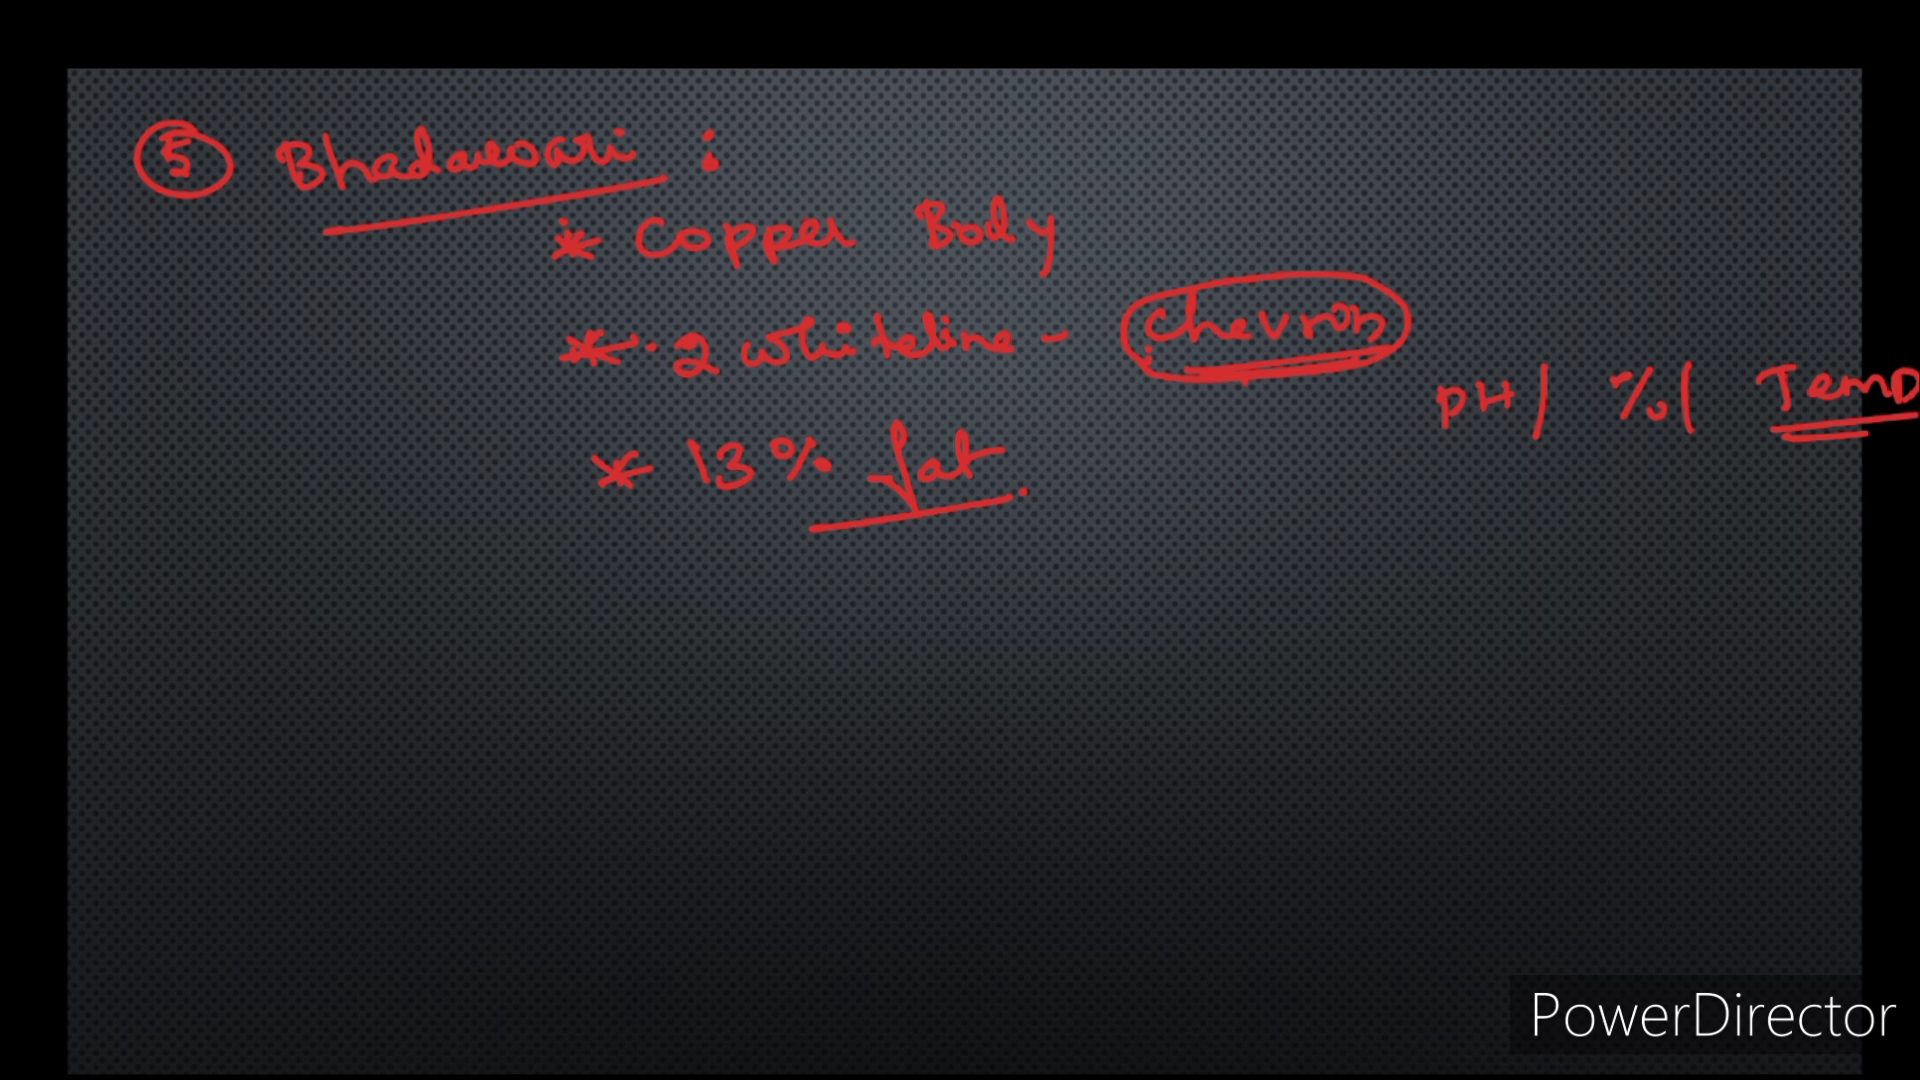 5 Bhadawari :
* Copper Body
* . 2 whiteline - chevron
pH / % / Temp
* 13 % fat .
PowerDirector